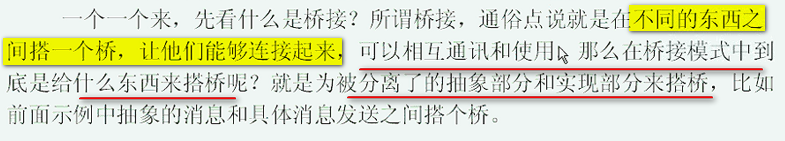 一个一个来，先看什么是桥接？所谓桥接，通俗点说就是在不同的东西之
间搭一个桥，让他们能够连接起来，可以相互通讯和使用。那么在桥接模式中到
底是给什么东西来搭桥呢？就是为被分离了的抽象部分和实现部分来搭桥，比如
前面示例中抽象的消息和具体消息发送之间搭个桥。